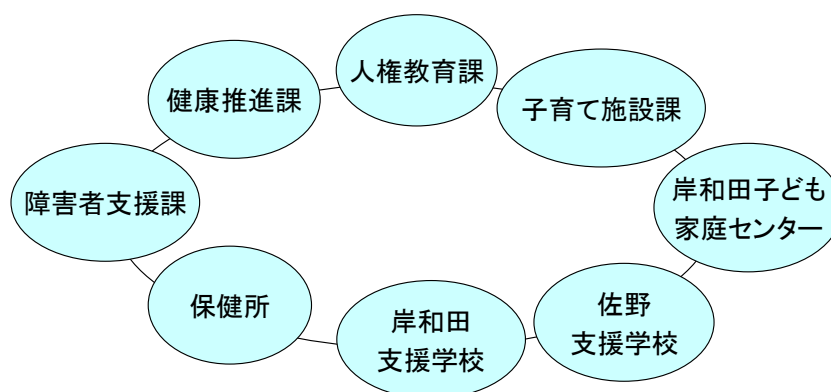 人権教育課
健康推進課
子育て施設課
障害者支援課
岸和田子ども
家庭センター
保健所
岸和田
支援学校
佐野
支援学校